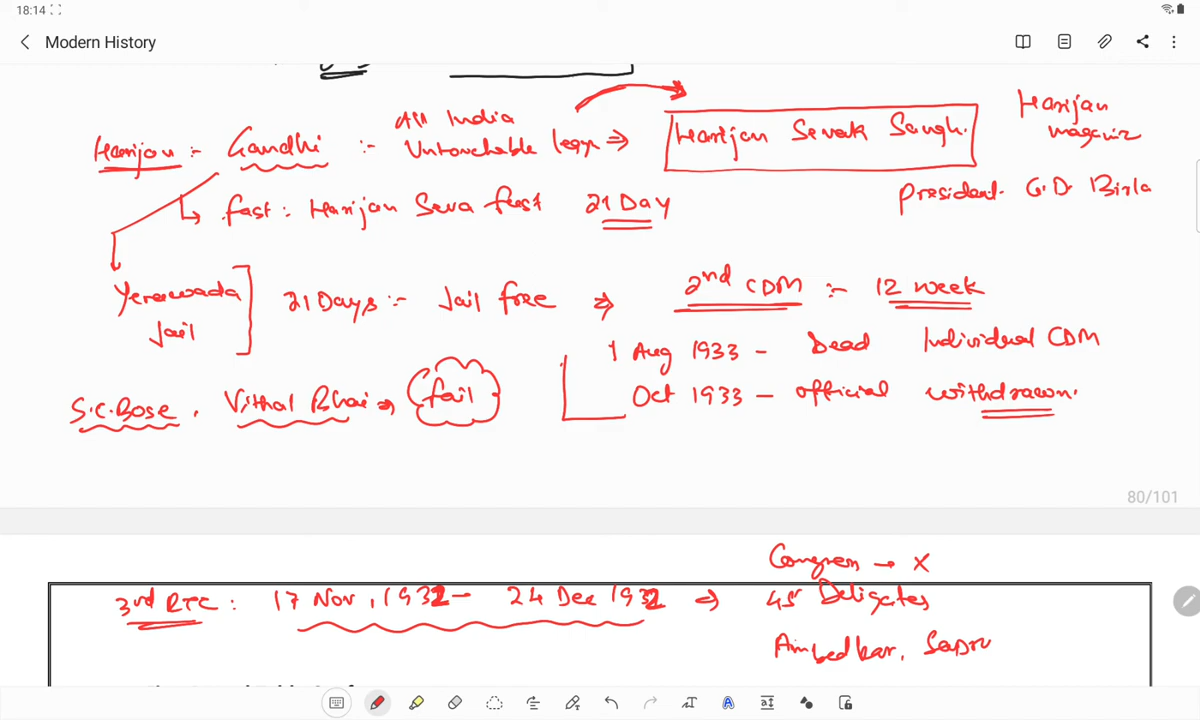 18:14
Modern History
Harijan
magazin
All India
Harijan :- Gandhi :- Untouchable league ⇒ Harijan Sevak Sangh.
President. G.D. Birla
↳ fast : Harijan Seva fast 21 Day
Yerawada Jail 21 Days :- Jail free ⇒ 2nd CDM :- 12 week
1 Aug 1933 - Dead Individual CDM
S.C.Bose, Vithal Bhai ⇒ fail Oct 1933 - official withdrawn.
80/101
Congress → X
3rd RTC : 17 Nov, 1932 - 24 Dec 1932 ⇒ 45 Deligates
Ambedkar, Sapru